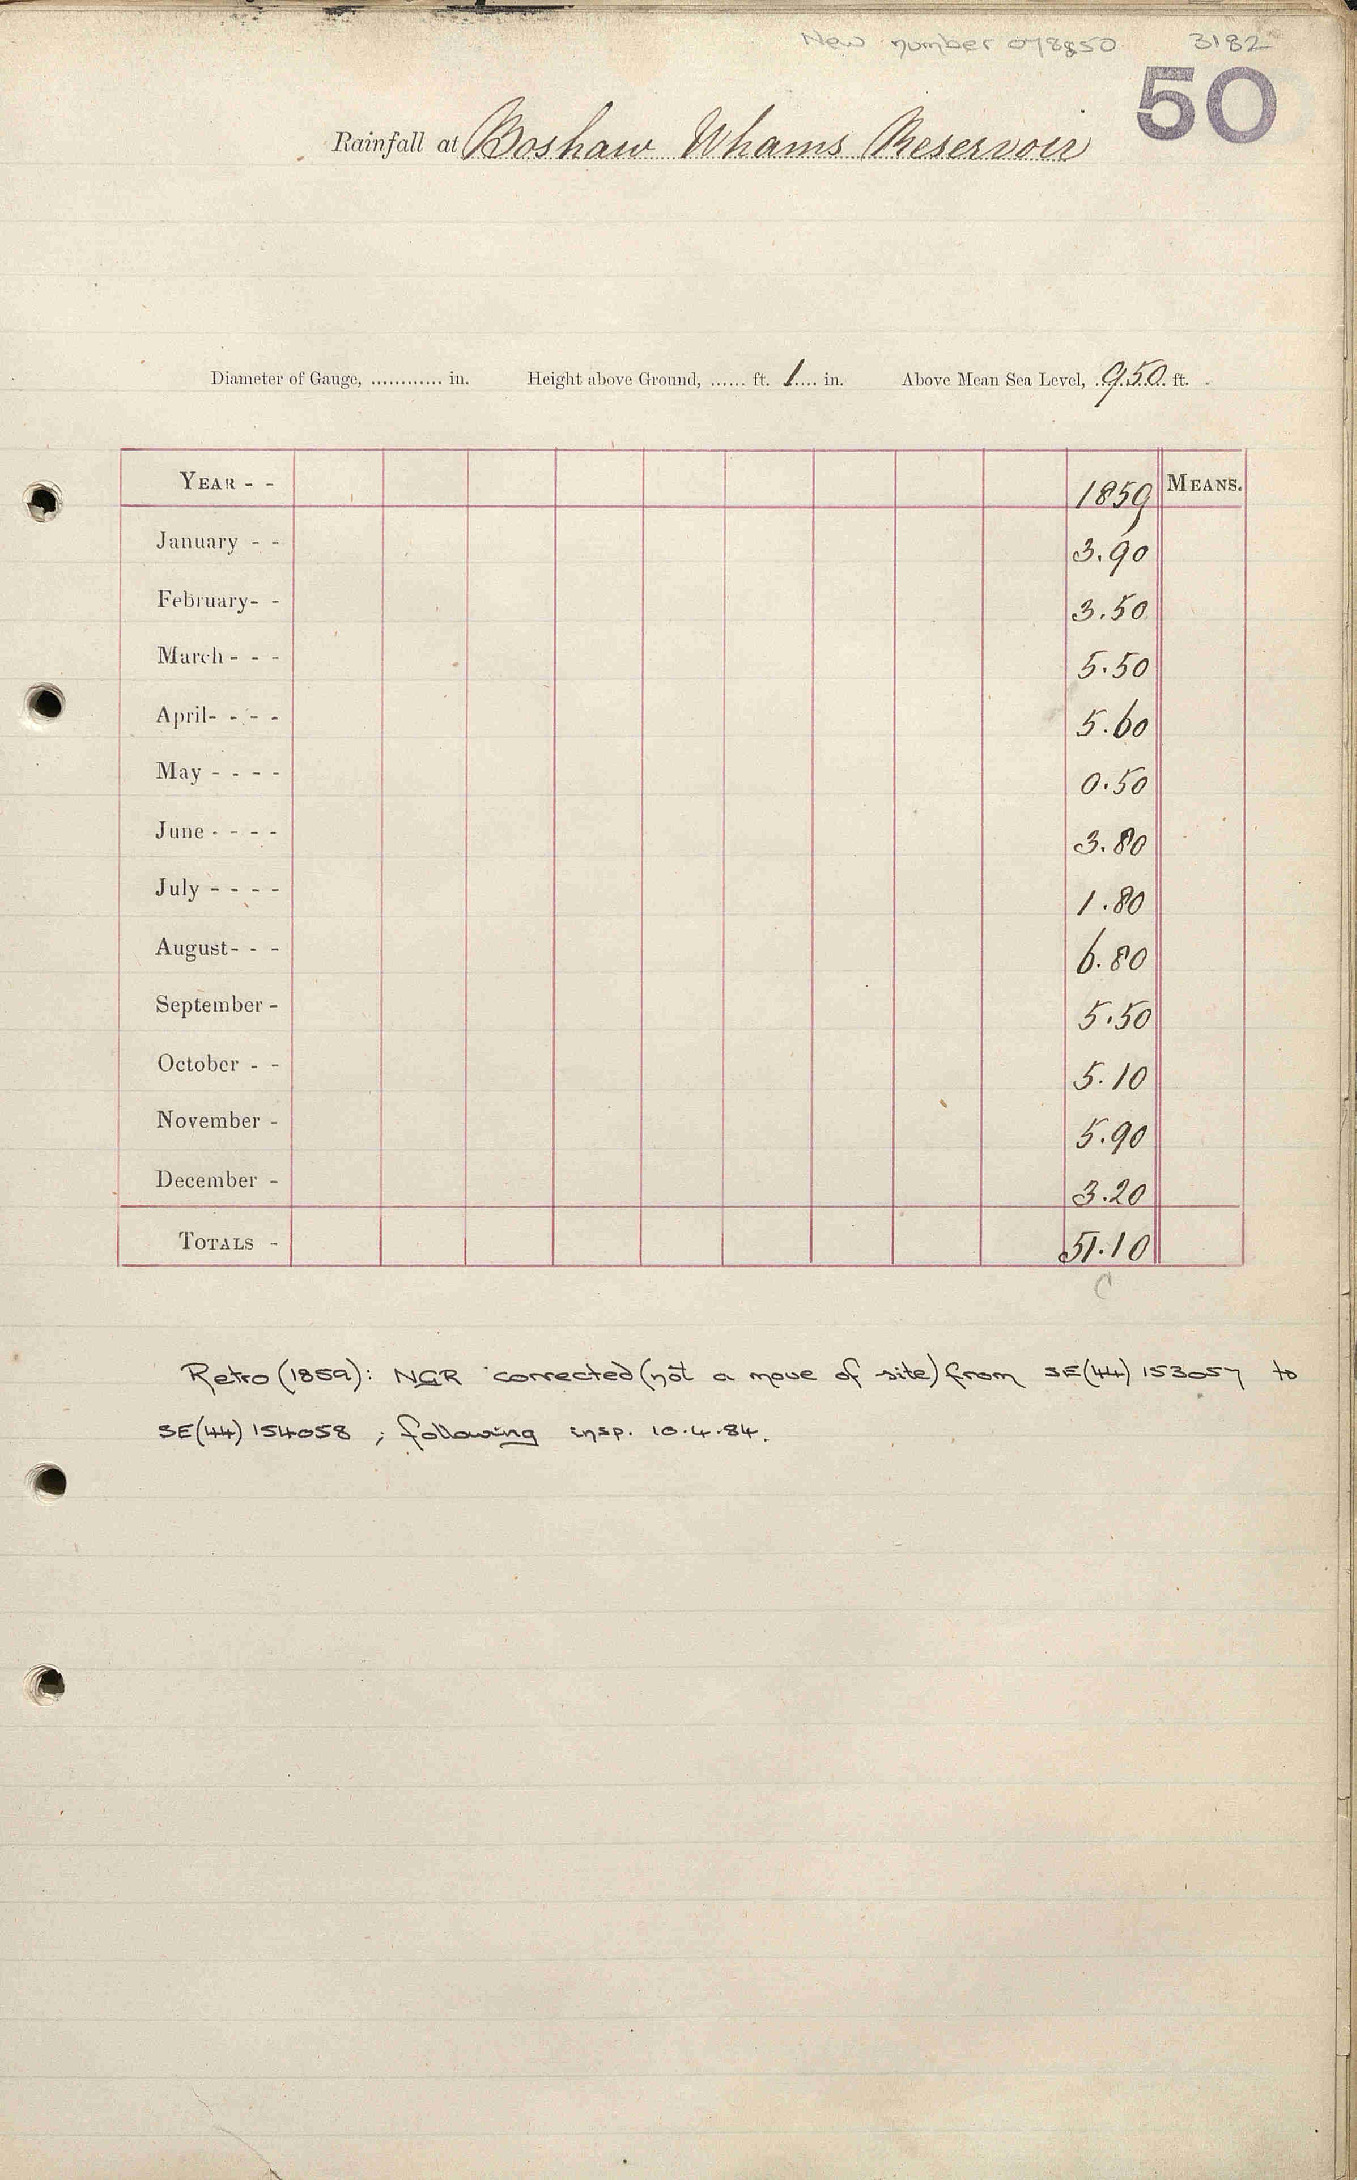 New number 078850 3182
50
Rainfall at Boshaw Whams Reservoir
Diameter of Gauge, ............ in. Height above Ground, ...... ft. 1.... in. Above Mean Sea Level, .950. ft.
YEAR - - 1859 MEANS.
January - - 3.90
February- - 3.50
March - - - 5.50
April- - - - 5.60
May - - - - 0.50
June - - - - 3.80
July - - - - 1.80
August- - - 6.80
September - 5.50
October - - 5.10
November - 5.90
December - 3.20
TOTALS - 51.10
C
Retro (1859): NGR corrected (not a move of site) from SE(44) 153057 to
SE(44) 154058 ; following insp. 10.4.84.